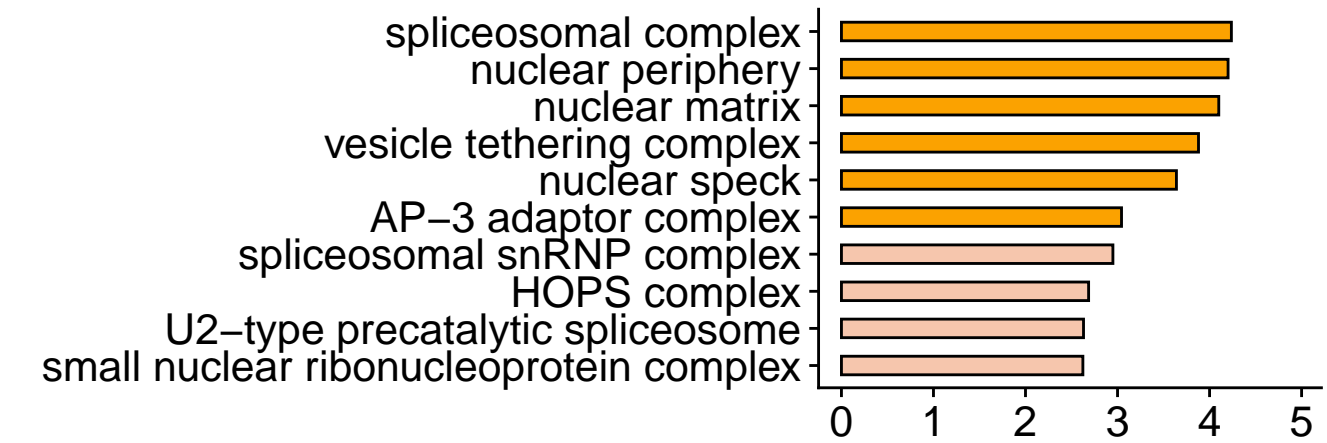 spliceosomal complex
nuclear periphery
nuclear matrix
vesicle tethering complex
nuclear speck
AP−3 adaptor complex
spliceosomal snRNP complex
HOPS complex
U2−type precatalytic spliceosome
small nuclear ribonucleoprotein complex
0 1 2 3 4 5